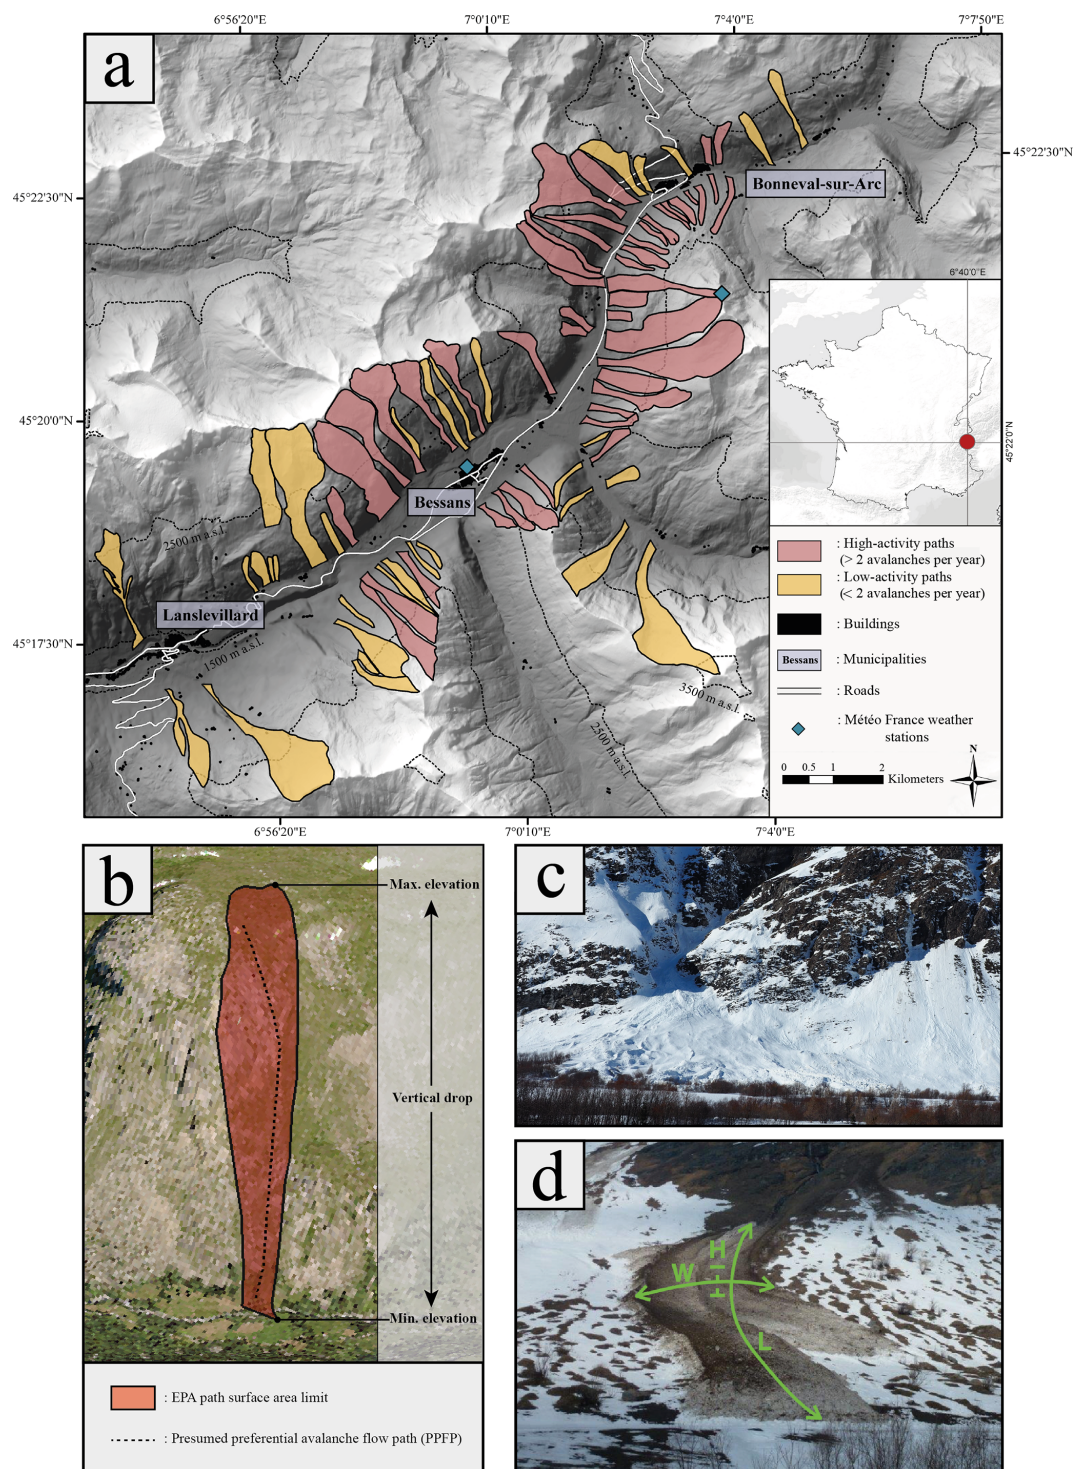 6°56'20"E
7°0'10"E
7°4'0"E
7°7'50"E
a
45°22'30"N
45°22'30"N
Bonneval-sur-Arc
6°40'0"E
45°22'0"N
45°20'0"N
Bessans
2500 m a.s.l.
Lanslevillard
45°17'30"N
1500 m a.s.l.
3500 m a.s.l.
2500 m a.s.l.
: High-activity paths
(> 2 avalanches per year)
: Low-activity paths
(< 2 avalanches per year)
: Buildings
Bessans
: Municipalities
: Roads
: Météo France weather
stations
N
0 0.5 1 2
Kilometers
6°56'20"E
7°0'10"E
7°4'0"E
b
Max. elevation
Vertical drop
Min. elevation
: EPA path surface area limit
: Presumed preferential avalanche flow path (PPFP)
c
d
H
W
L